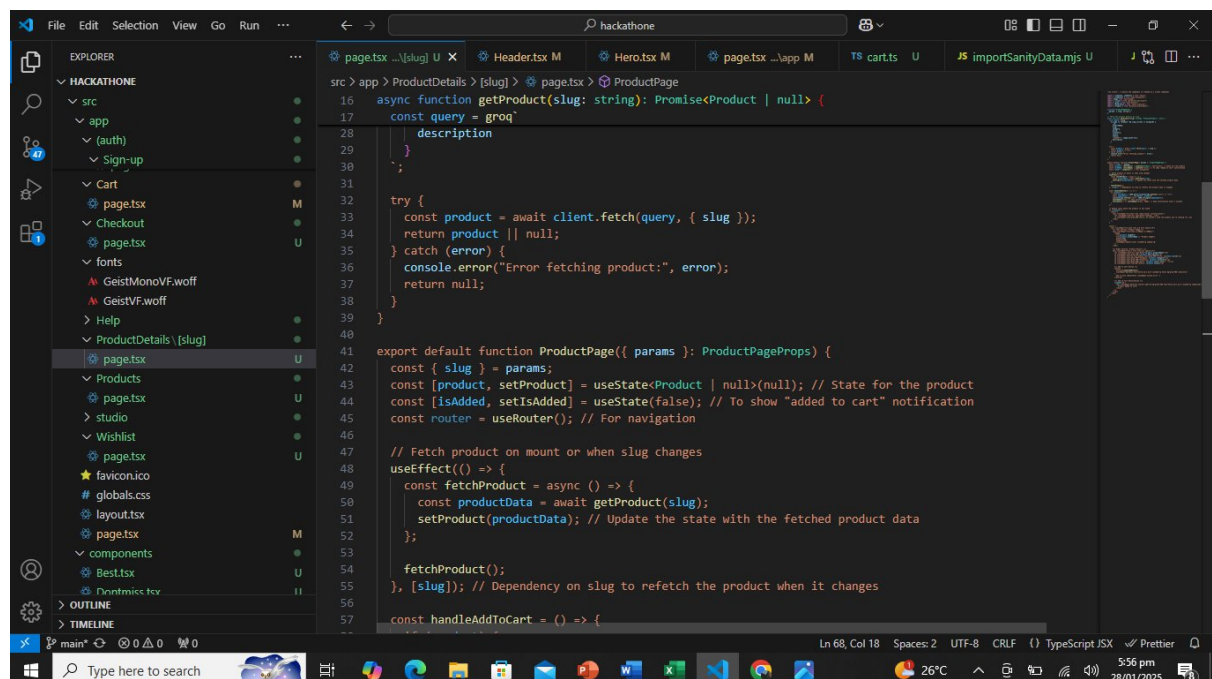 File Edit Selection View Go Run ... hackathone
EXPLORER ...
HACKATHONE
src
app
(auth)
Sign-up
Cart
page.tsx M
Checkout
page.tsx U
fonts
GeistMonoVF.woff
GeistVF.woff
Help
ProductDetails \ [slug]
page.tsx U
Products
page.tsx U
studio
Wishlist
page.tsx U
favicon.ico
# globals.css
layout.tsx
page.tsx M
components
Best.tsx U
Dontmiss.tsx U
OUTLINE
TIMELINE
47
1
page.tsx ...\[slug] U Header.tsx M Hero.tsx M page.tsx ...\app M TS cart.ts U JS importSanityData.mjs U J ...
src > app > ProductDetails > [slug] > page.tsx > ProductPage
16 async function getProduct(slug: string): Promise<Product | null> {
17 const query = groq`
28 description
29 }
30 `;
31
32 try {
33 const product = await client.fetch(query, { slug });
34 return product || null;
35 } catch (error) {
36 console.error("Error fetching product:", error);
37 return null;
38 }
39 }
40
41 export default function ProductPage({ params }: ProductPageProps) {
42 const { slug } = params;
43 const [product, setProduct] = useState<Product | null>(null); // State for the product
44 const [isAdded, setIsAdded] = useState(false); // To show "added to cart" notification
45 const router = useRouter(); // For navigation
46
47 // Fetch product on mount or when slug changes
48 useEffect(() => {
49 const fetchProduct = async () => {
50 const productData = await getProduct(slug);
51 setProduct(productData); // Update the state with the fetched product data
52 };
53
54 fetchProduct();
55 }, [slug]); // Dependency on slug to refetch the product when it changes
56
57 const handleAddToCart = () => {
main* 0 0 0 Ln 68, Col 18 Spaces: 2 UTF-8 CRLF {} TypeScript JSX Prettier
Type here to search 26°C 5:56 pm
28/01/2025